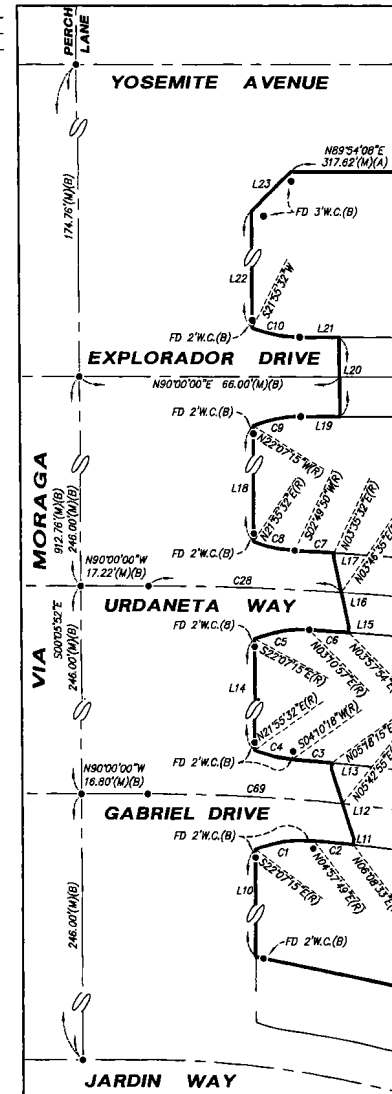 PERCH
LANE
YOSEMITE AVENUE
N89°54'08"E
317.62'(M)(A)
L23
FD 3'W.C.(B)
174.76'(M)(B)
L22
S21°55'32"W
FD 2'W.C.(B)
C10
L21
EXPLORADOR DRIVE
L20
N90°00'00"E 66.00'(M)(B)
FD 2'W.C.(B)
C9
L19
N22°07'15"W(R)
MORAGA
912.76'(M)(B)
246.00'(M)(B)
L18
N21°55'32"E(R)
S02°49'50"W(R)
N03°35'32"E(R)
FD 2'W.C.(B)
C8
C7
L17
N90°00'00"W
17.22'(M)(B)
C28
L16
URDANETA WAY
VIA
S00°05'52"E
246.00'(M)(B)
FD 2'W.C.(B)
C5
C6
L15
S22°07'15"E(R)
N03°10'57"E(R)
N03°57'54"E(R)
L14
N21°55'32"E(R)
S04°10'18"W(R)
N05°18'15"E(R)
FD 2'W.C.(B)
C4
C3
L13
N90°00'00"W
16.80'(M)(B)
C69
N05°42'55"E(R)
L12
GABRIEL DRIVE
FD 2'W.C.(B)
C1
C2
L11
S22°07'15"E(R)
N04°57'49"E(R)
N06°08'33"E(R)
L10
246.00'(M)(B)
FD 2'W.C.(B)
JARDIN WAY